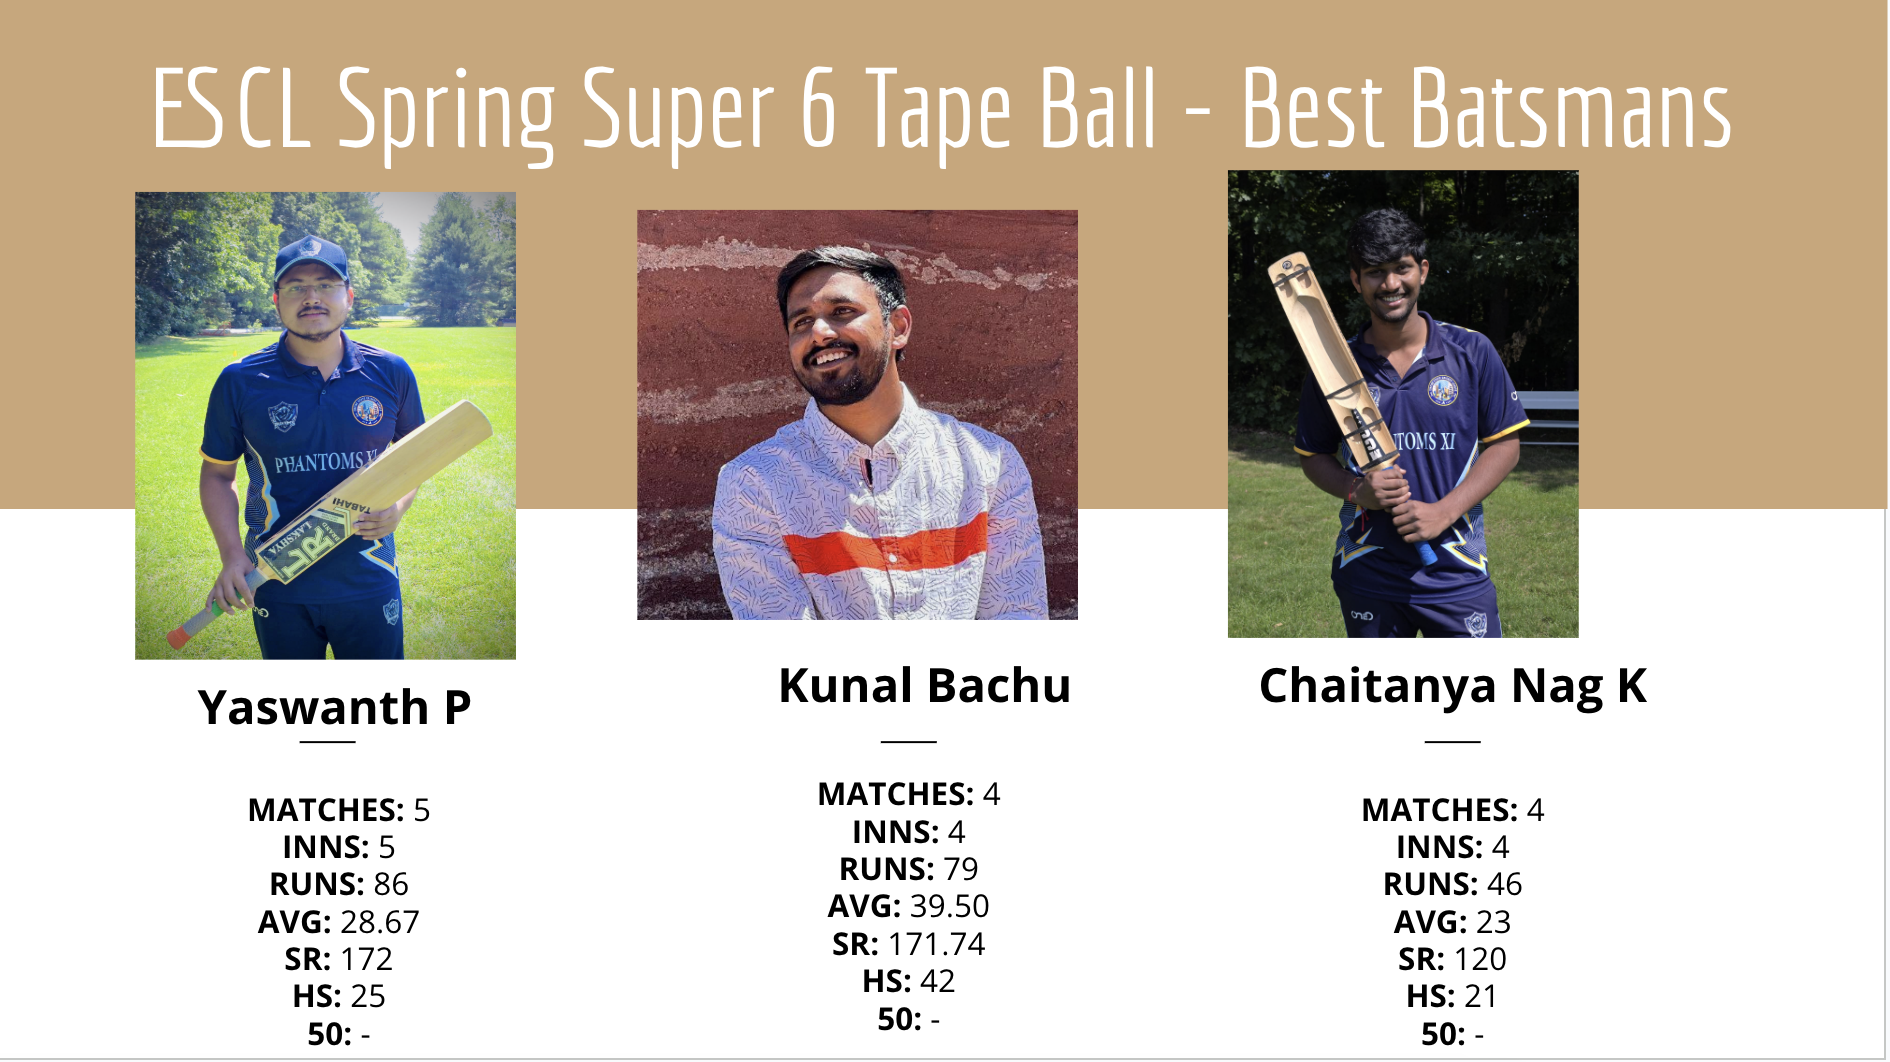 ESCL Spring Super 6 Tape Ball - Best Batsmans
PHANTOMS XI
TABAHI
LAKSHYA
BRAND
TOMS XI
Yaswanth P
MATCHES: 5
INNS: 5
RUNS: 86
AVG: 28.67
SR: 172
HS: 25
50: -
Kunal Bachu
MATCHES: 4
INNS: 4
RUNS: 79
AVG: 39.50
SR: 171.74
HS: 42
50: -
Chaitanya Nag K
MATCHES: 4
INNS: 4
RUNS: 46
AVG: 23
SR: 120
HS: 21
50: -